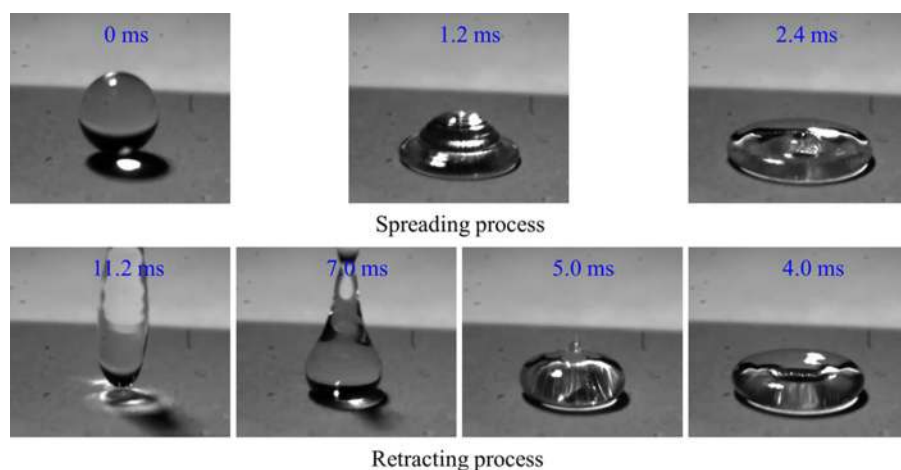 0 ms
1.2 ms
2.4 ms
Spreading process
11.2 ms
7.0 ms
5.0 ms
4.0 ms
Retracting process